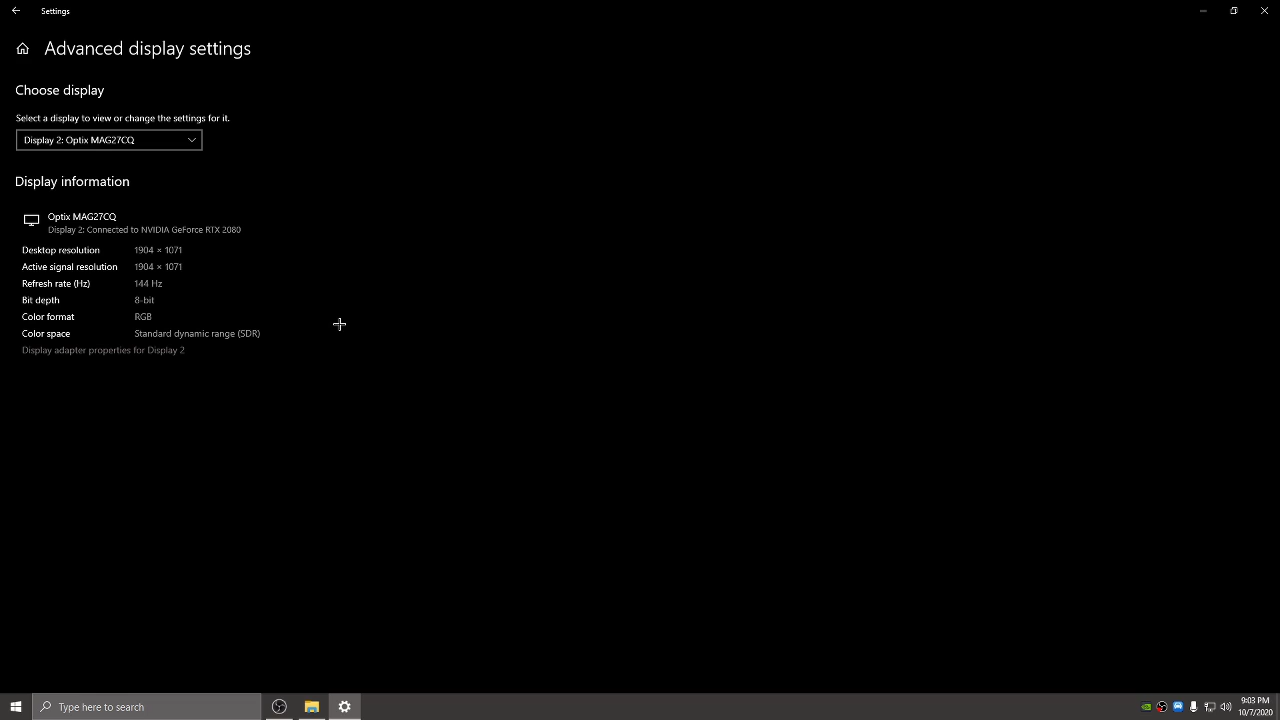 Settings
Advanced display settings
Choose display
Select a display to view or change the settings for it.
Display 2: Optix MAG27CQ
Display information
Optix MAG27CQ
Display 2: Connected to NVIDIA GeForce RTX 2080
Desktop resolution 1904 × 1071
Active signal resolution 1904 × 1071
Refresh rate (Hz) 144 Hz
Bit depth 8-bit
Color format RGB
Color space Standard dynamic range (SDR)
Display adapter properties for Display 2
Type here to search
9:03 PM
10/7/2020